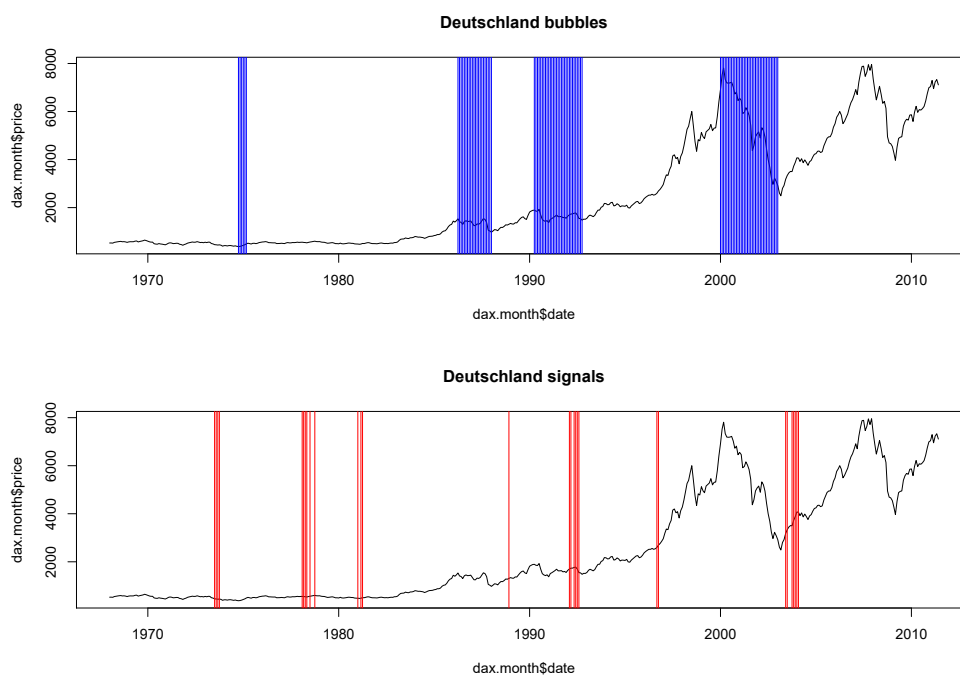 Deutschland bubbles
dax.month$price
8000
6000
4000
2000
1970 1980 1990 2000 2010
dax.month$date
Deutschland signals
dax.month$price
8000
6000
4000
2000
1970 1980 1990 2000 2010
dax.month$date